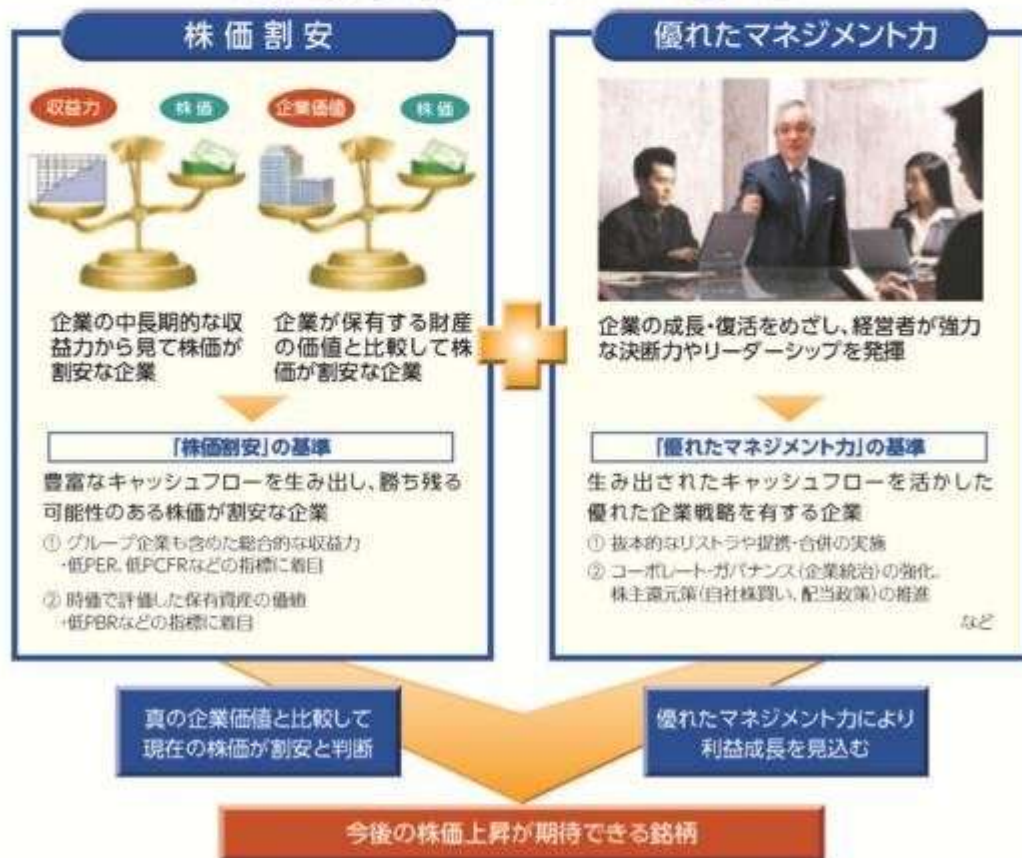 株価割安
収益力
株価
企業価値
株価
企業の中長期的な収
益力から見て株価が
割安な企業
企業が保有する財産
の価値と比較して株
価が割安な企業
「株価割安」の基準
豊富なキャッシュフローを生み出し、勝ち残る
可能性のある株価が割安な企業
① グループ企業も含めた総合的な収益力
・低PER、低PCFRなどの指標に着目
② 時価で評価した保有資産の価値
・低PBRなどの指標に着目
優れたマネジメント力
企業の成長・復活をめざし、経営者が強力
な決断力やリーダーシップを発揮
「優れたマネジメント力」の基準
生み出されたキャッシュフローを活かした
優れた企業戦略を有する企業
① 抜本的なリストラや提携・合併の実施
② コーポレート・ガバナンス(企業統治)の強化、
株主還元策(自社株買い、配当政策)の推進
など
真の企業価値と比較して
現在の株価が割安と判断
優れたマネジメント力により
利益成長を見込む
今後の株価上昇が期待できる銘柄